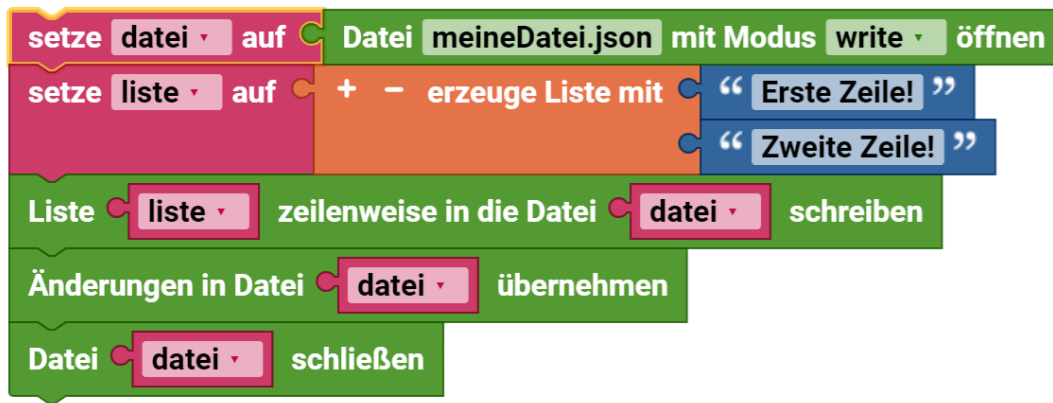 setze datei auf Datei meineDatei.json mit Modus write öffnen
setze liste auf + − erzeuge Liste mit “ Erste Zeile! ”
“ Zweite Zeile! ”
Liste liste zeilenweise in die Datei datei schreiben
Änderungen in Datei datei übernehmen
Datei datei schließen